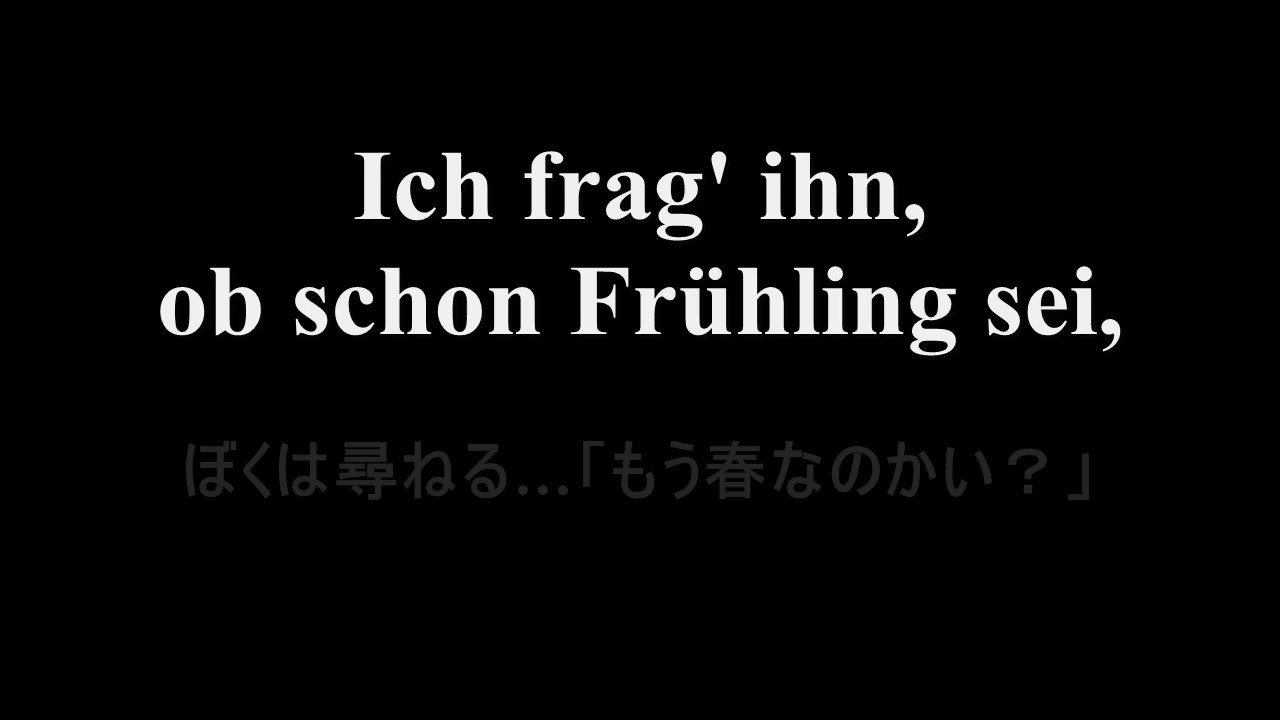 Ich frag' ihn,
ob schon Frühling sei,
ぼくは尋ねる...「もう春なのかい？」